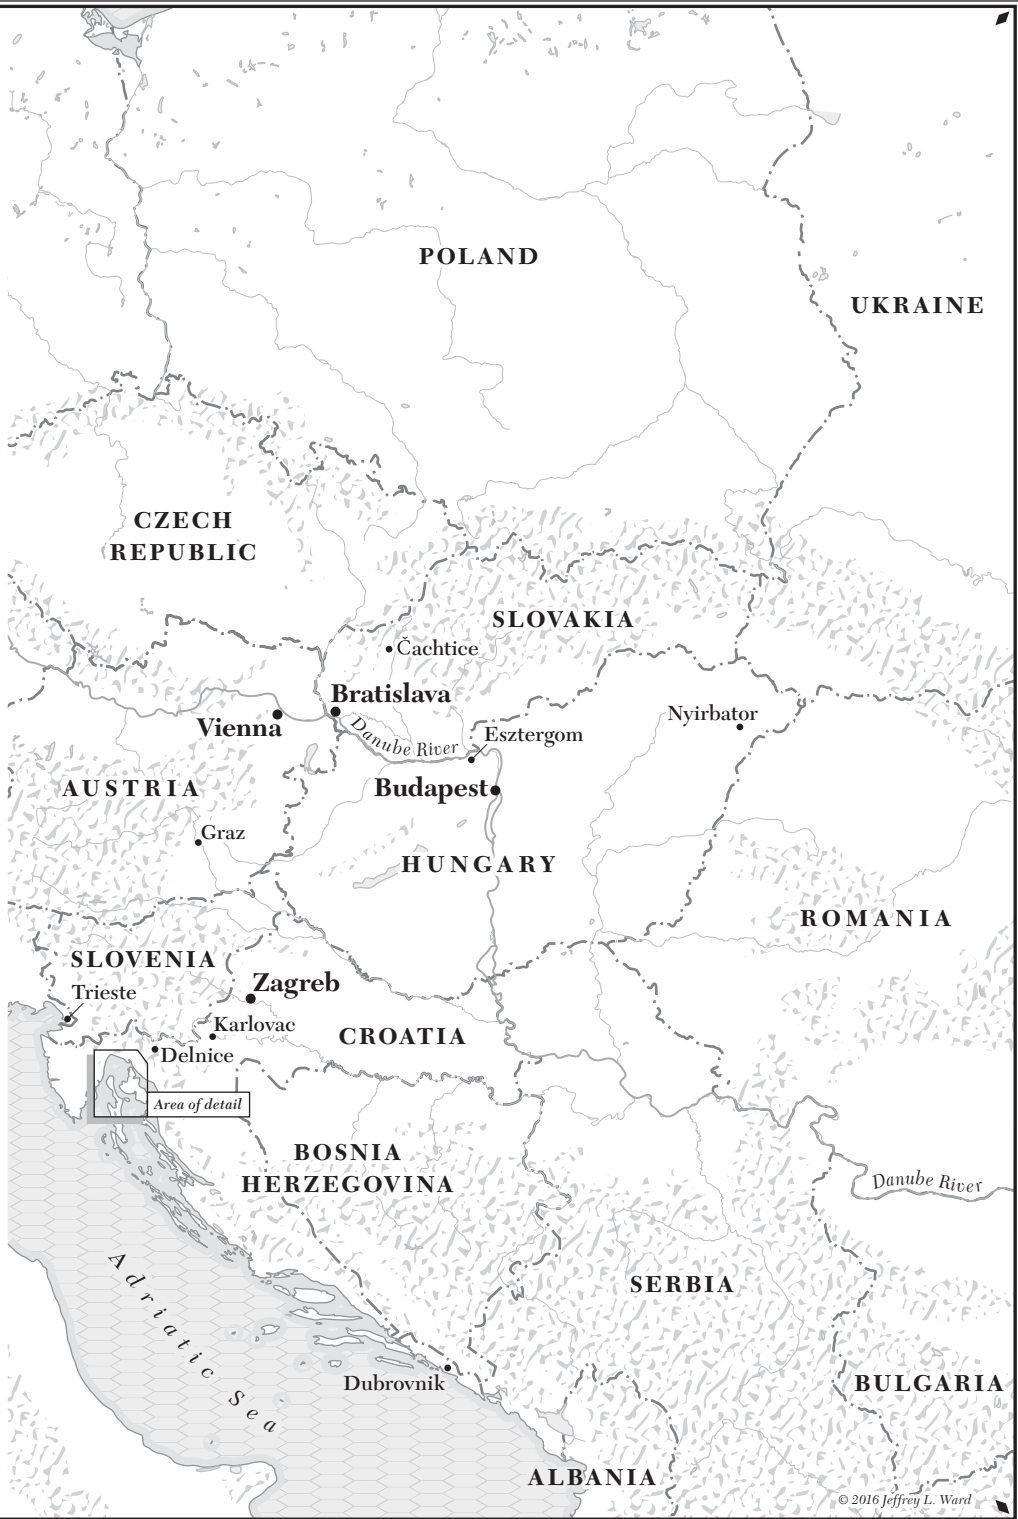 POLAND
UKRAINE
CZECH
REPUBLIC
SLOVAKIA
Čachtice
Bratislava
Vienna
Danube River
Nyirbator
Esztergom
Budapest
AUSTRIA
Graz
HUNGARY
ROMANIA
SLOVENIA
Zagreb
Trieste
Karlovac
CROATIA
Delnice
Area of detail
BOSNIA
HERZEGOVINA
Danube River
Adriatic Sea
SERBIA
Dubrovnik
BULGARIA
ALBANIA
© 2016 Jeffrey L. Ward